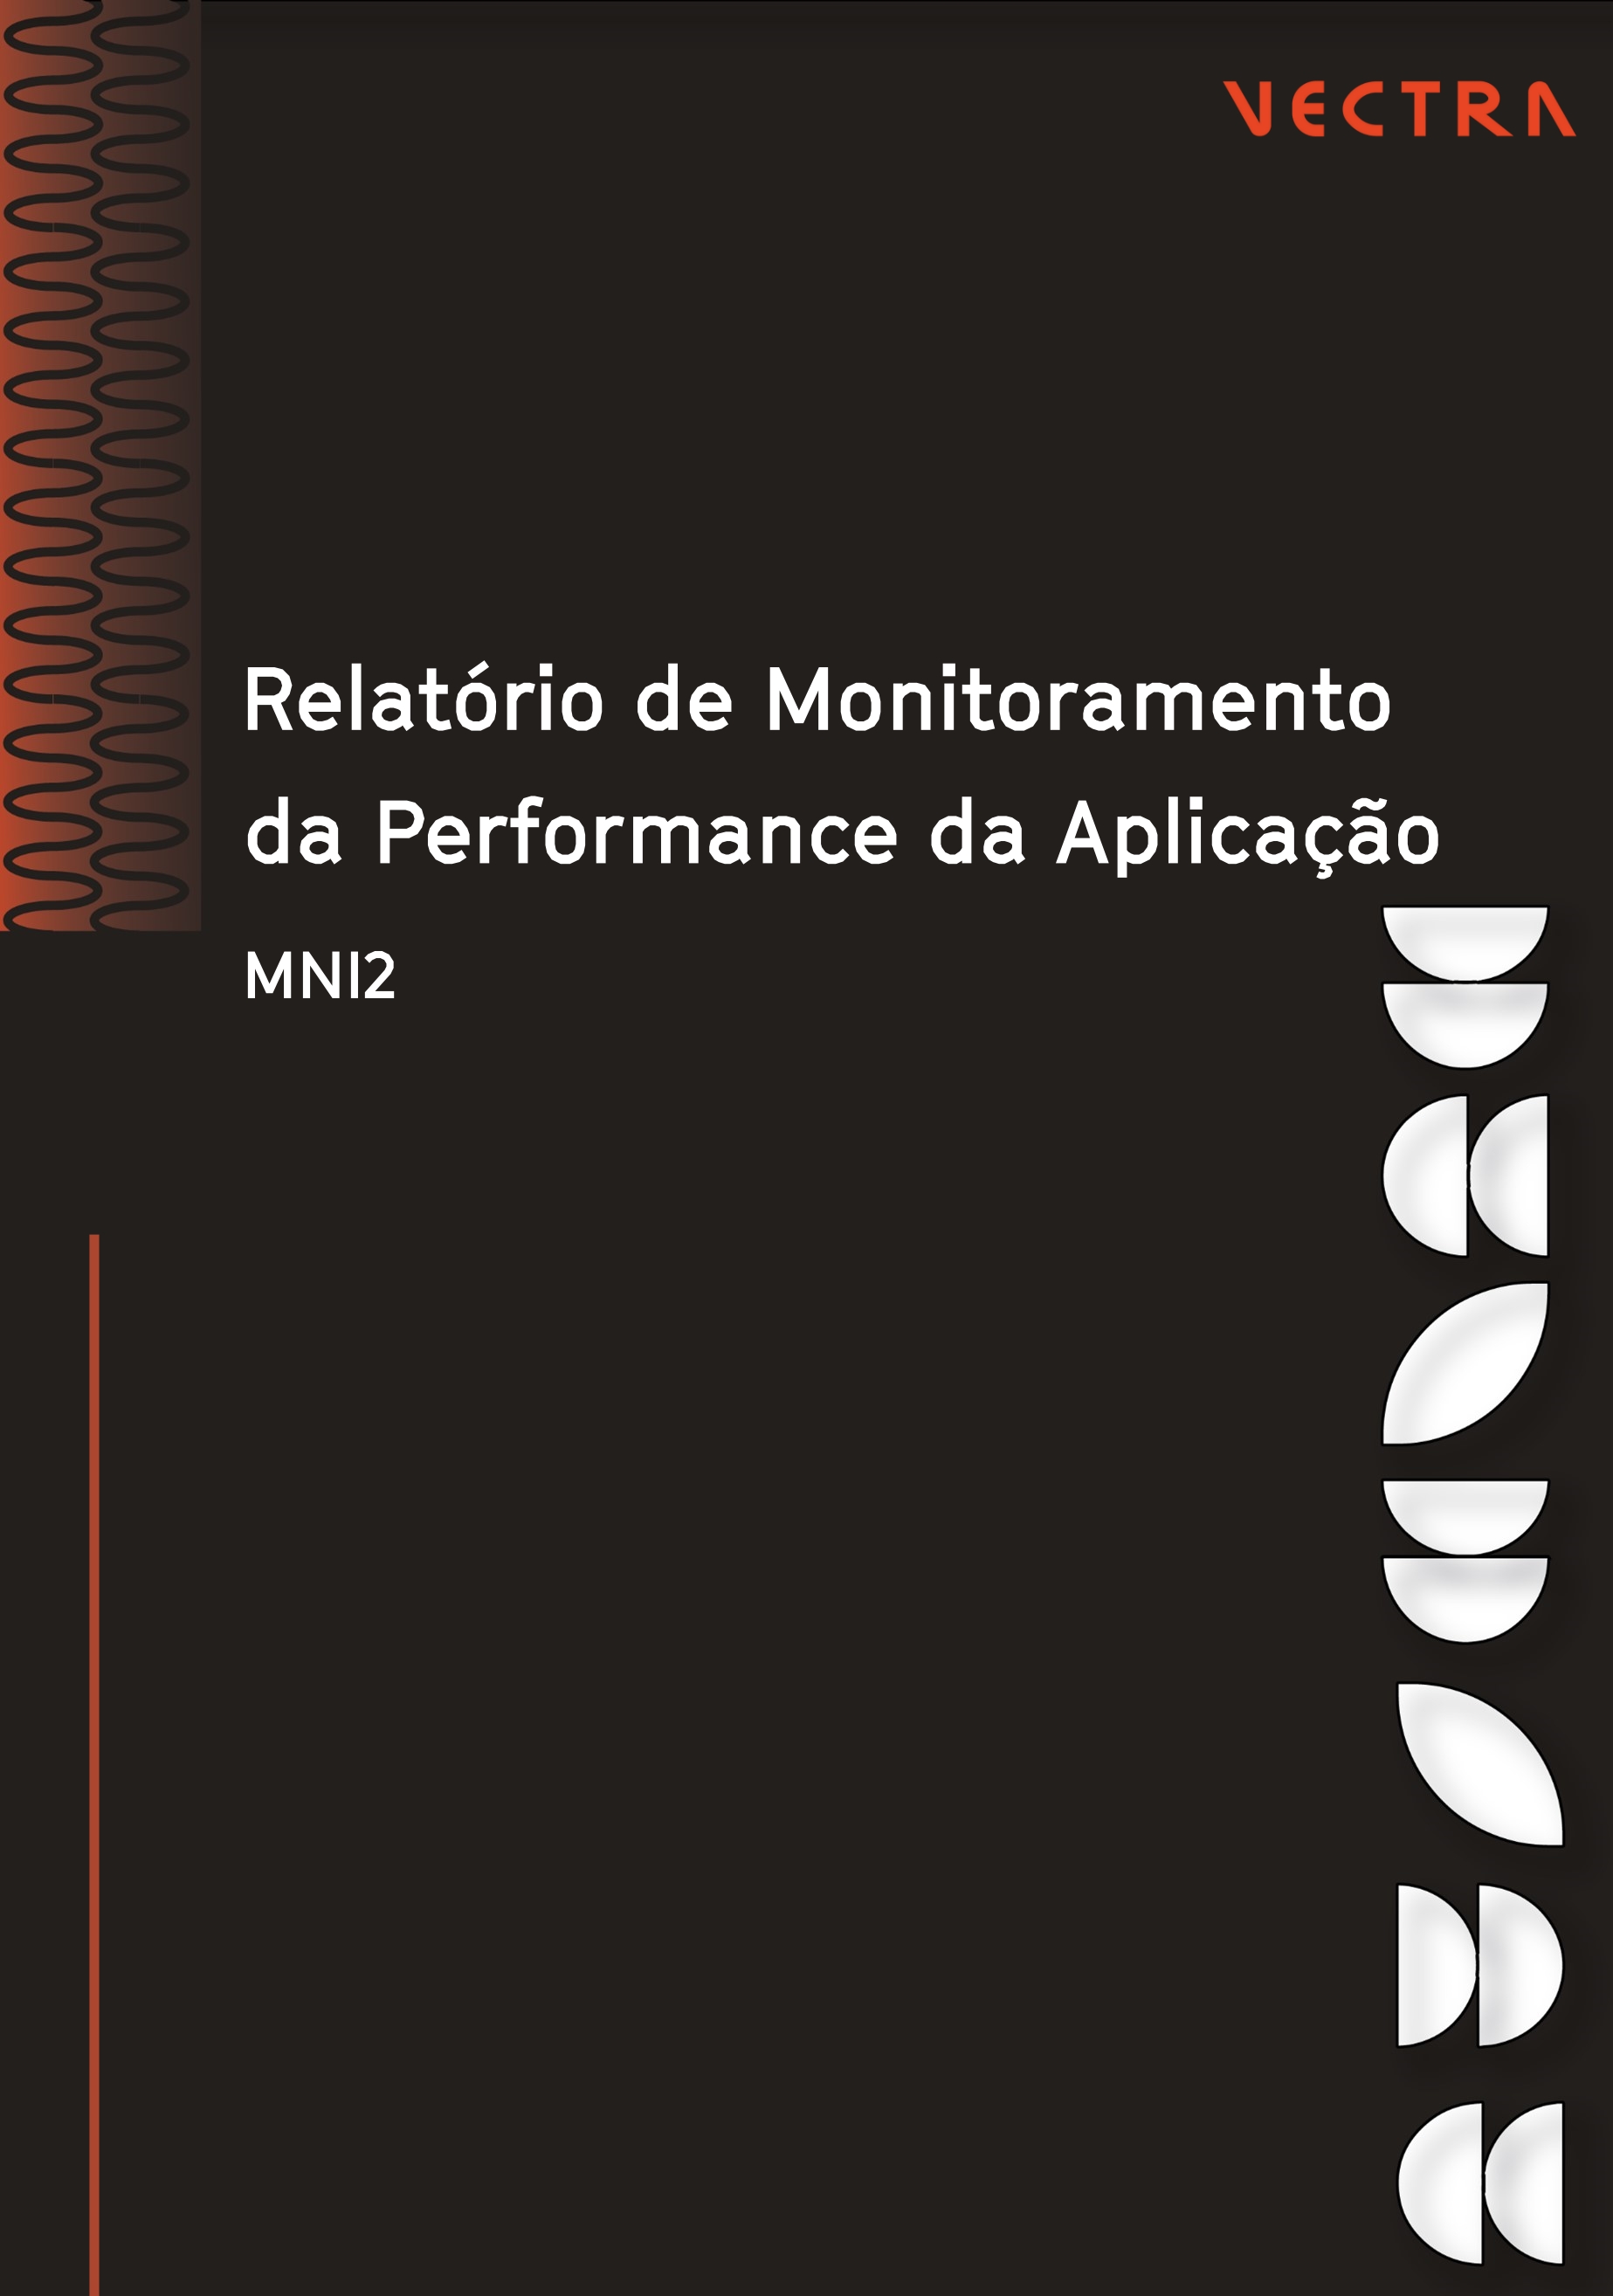 VECTRA
Relatório de Monitoramento
da Performance da Aplicação
MNI2